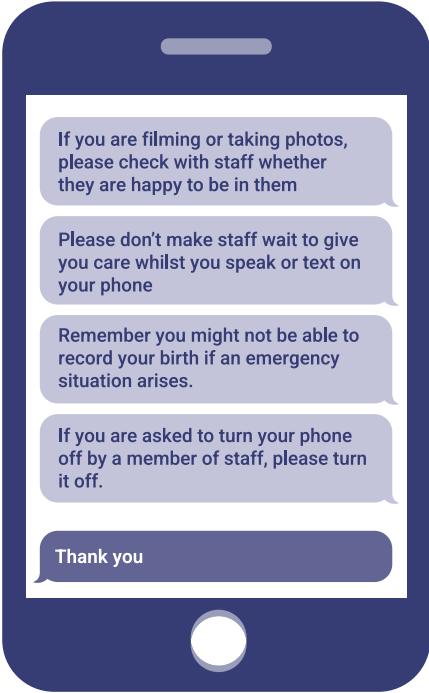 If you are filming or taking photos,
please check with staff whether
they are happy to be in them
Please don’t make staff wait to give
you care whilst you speak or text on
your phone
Remember you might not be able to
record your birth if an emergency
situation arises.
If you are asked to turn your phone
off by a member of staff, please turn
it off.
Thank you